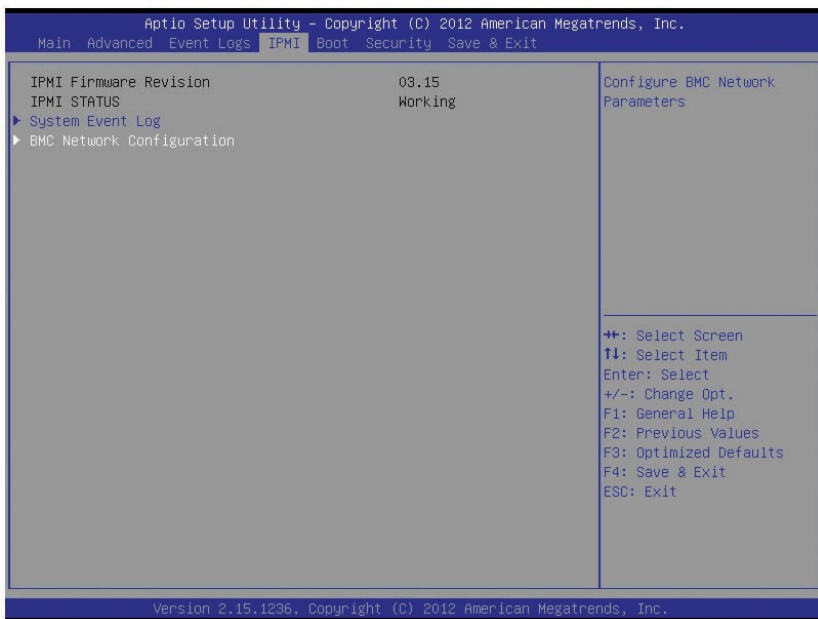 Aptio Setup Utility – Copyright (C) 2012 American Megatrends, Inc.
Main Advanced Event Logs IPMI Boot Security Save & Exit
IPMI Firmware Revision 03.15
IPMI STATUS Working
System Event Log
BMC Network Configuration
Configure BMC Network
Parameters
→←: Select Screen
↑↓: Select Item
Enter: Select
+/-: Change Opt.
F1: General Help
F2: Previous Values
F3: Optimized Defaults
F4: Save & Exit
ESC: Exit
Version 2.15.1236. Copyright (C) 2012 American Megatrends, Inc.